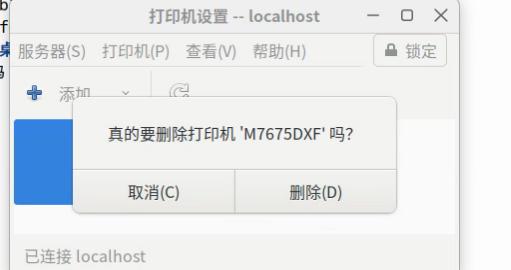 打印机设置 -- localhost
服务器(S) 打印机(P) 查看(V) 帮助(H) 锁定
添加
真的要删除打印机 'M7675DXF' 吗?
取消(C) 删除(D)
已连接 localhost